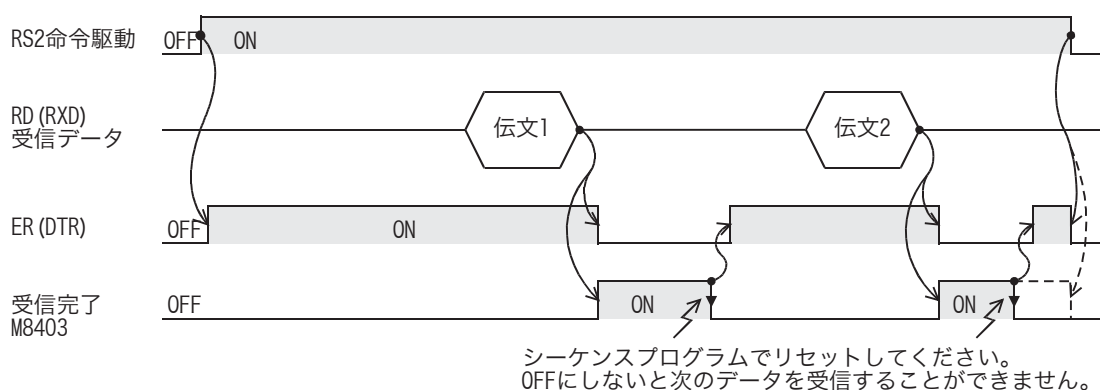 RS2命令駆動 OFF ON
RD (RXD)
受信データ 伝文1 伝文2
ER (DTR) OFF ON
受信完了 OFF ON ON
M8403
シーケンスプログラムでリセットしてください。
OFFにしないと次のデータを受信することができません。